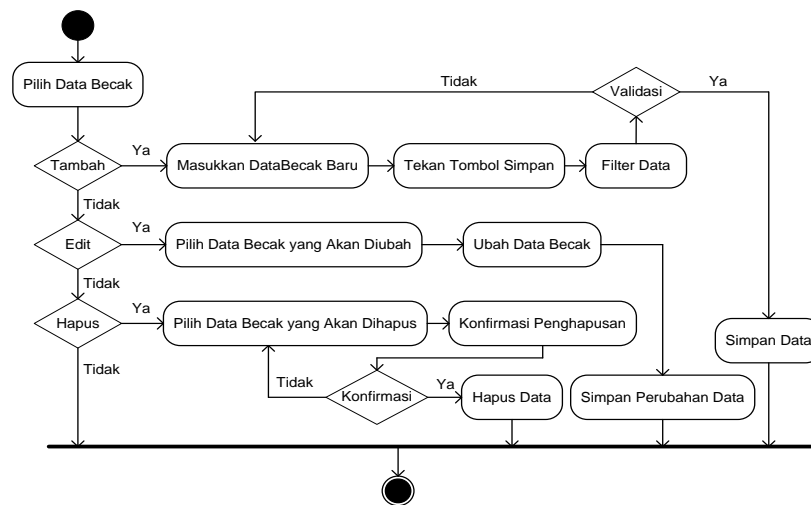 Pilih Data Becak
Tidak
Validasi
Ya
Tambah
Ya
Masukkan DataBecak Baru
Tekan Tombol Simpan
Filter Data
Tidak
Edit
Ya
Pilih Data Becak yang Akan Diubah
Ubah Data Becak
Tidak
Hapus
Ya
Pilih Data Becak yang Akan Dihapus
Konfirmasi Penghapusan
Simpan Data
Tidak
Tidak
Konfirmasi
Ya
Hapus Data
Simpan Perubahan Data